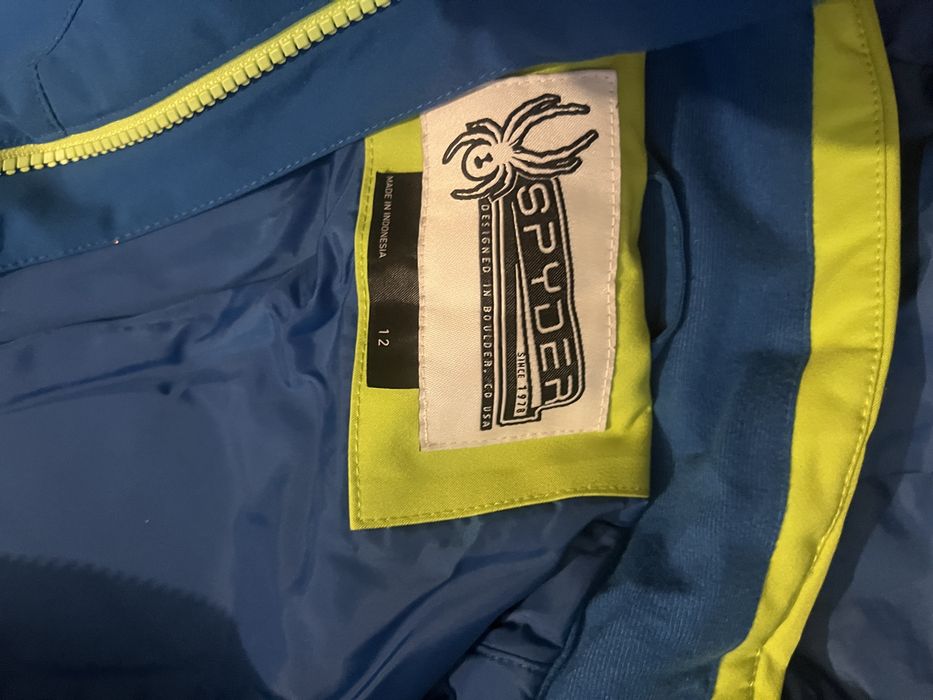 SPYDER
SINCE 1978
DESIGNED IN BOULDER, CO USA
MADE IN INDONESIA
12